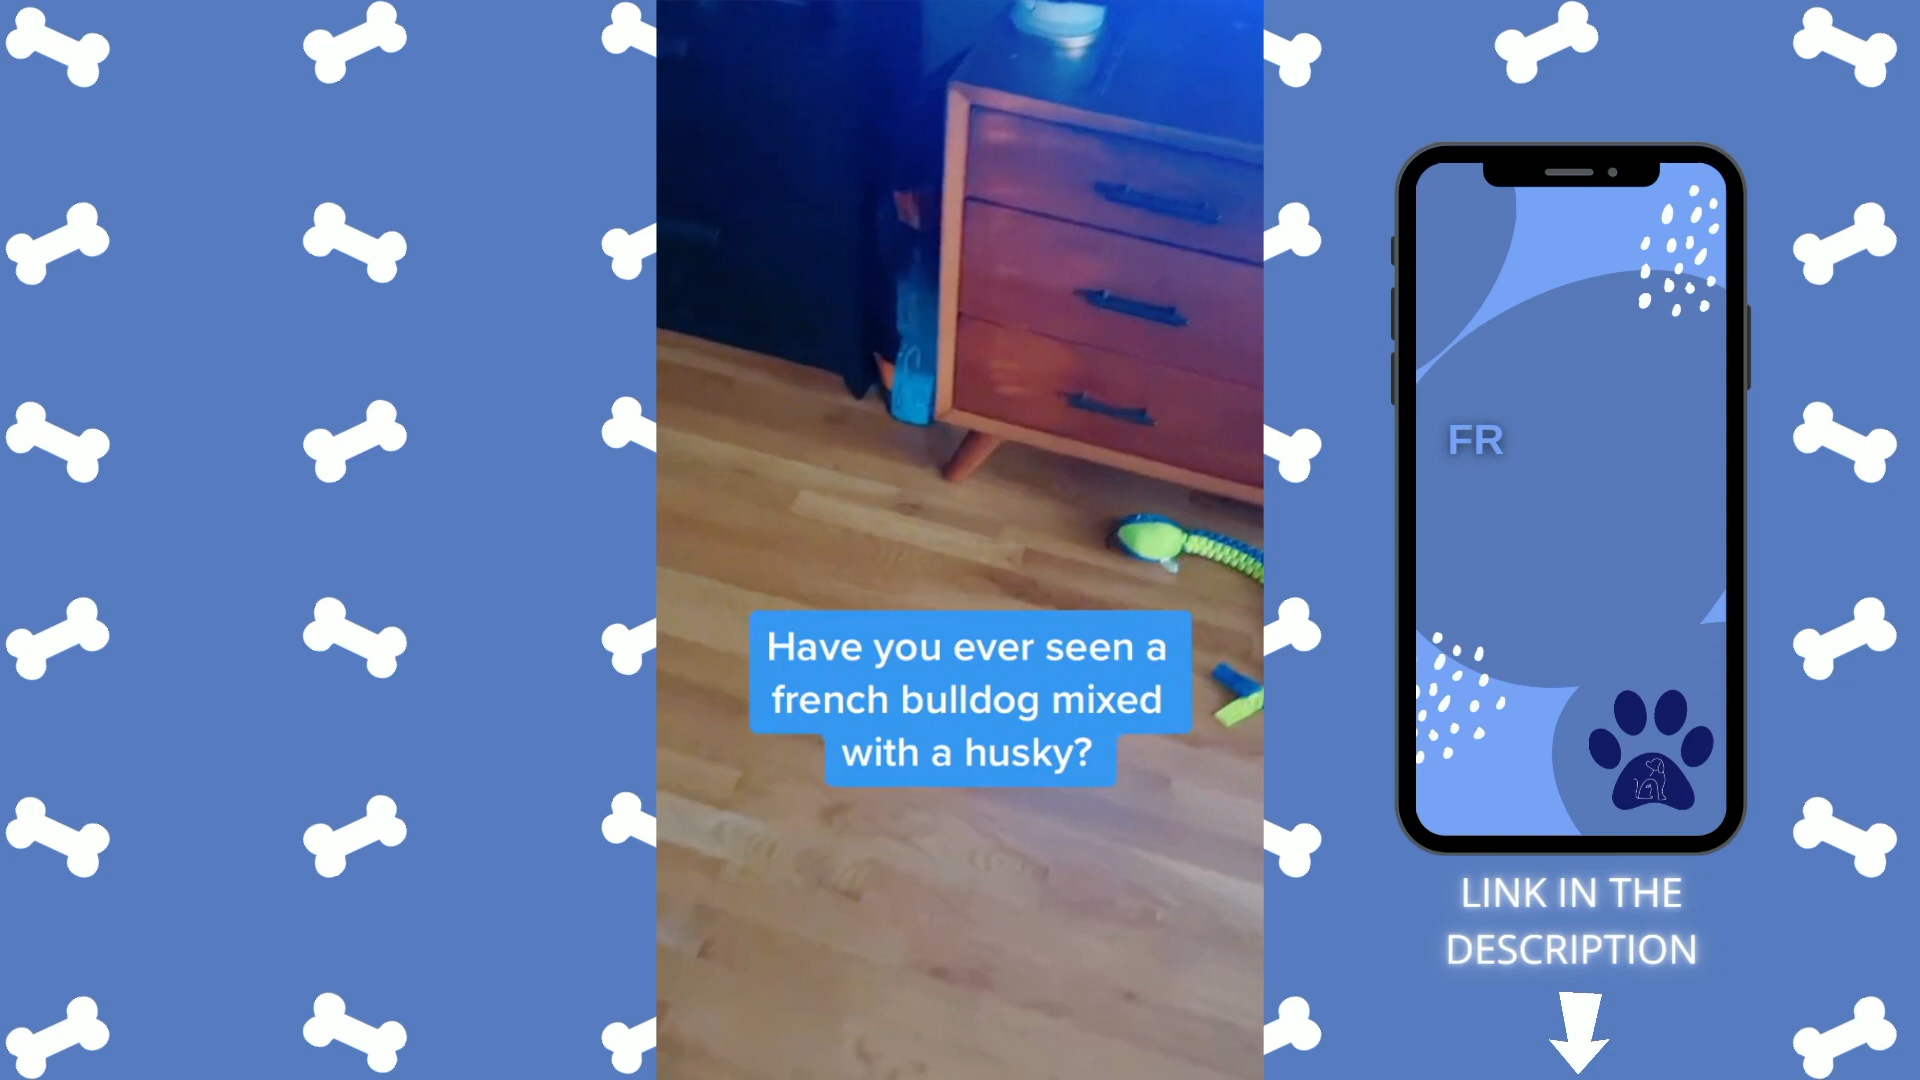 Have you ever seen a
french bulldog mixed
with a husky?
FR
LINK IN THE
DESCRIPTION